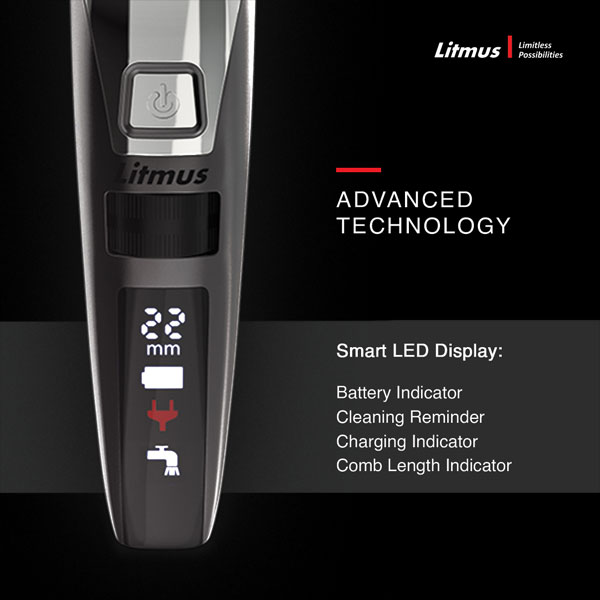 Litmus
Limitless
Possibilities
Litmus
ADVANCED
TECHNOLOGY
22
mm
Smart LED Display:
Battery Indicator
Cleaning Reminder
Charging Indicator
Comb Length Indicator